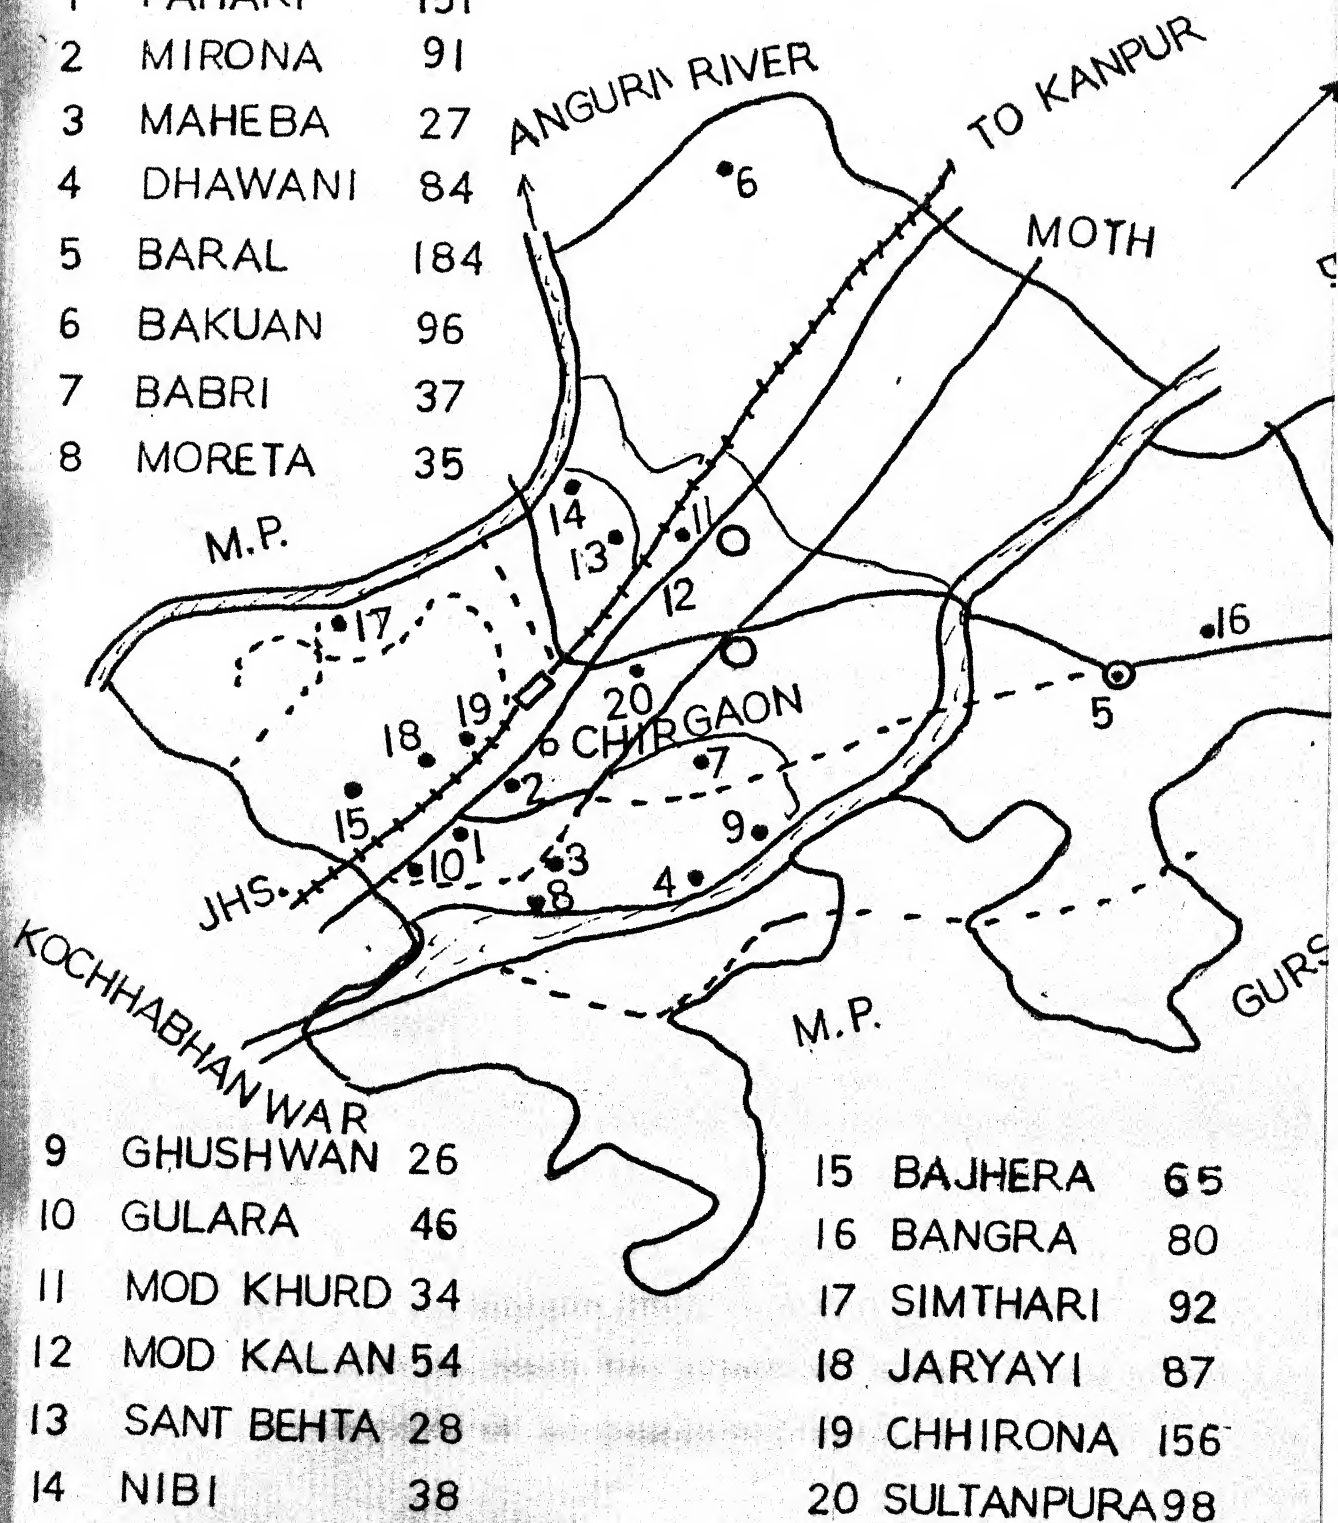 1 PAHARI 151
2 MIRONA 91
3 MAHEBA 27
4 DHAWANI 84
5 BARAL 184
6 BAKUAN 96
7 BABRI 37
8 MORETA 35
ANGURI RIVER
TO KANPUR
MOTH
6
M.P.
14
13
11
12
17
16
20
19
18
CHIRGAON
5
7
2
15
9
1
10
3
4
8
JHS.
KOCHHABHANWAR
M.P.
GURS
9 GHUSHWAN 26
10 GULARA 46
11 MOD KHURD 34
12 MOD KALAN 54
13 SANT BEHTA 28
14 NIBI 38
15 BAJHERA 65
16 BANGRA 80
17 SIMTHARI 92
18 JARYAYI 87
19 CHHIRONA 156
20 SULTANPURA 98